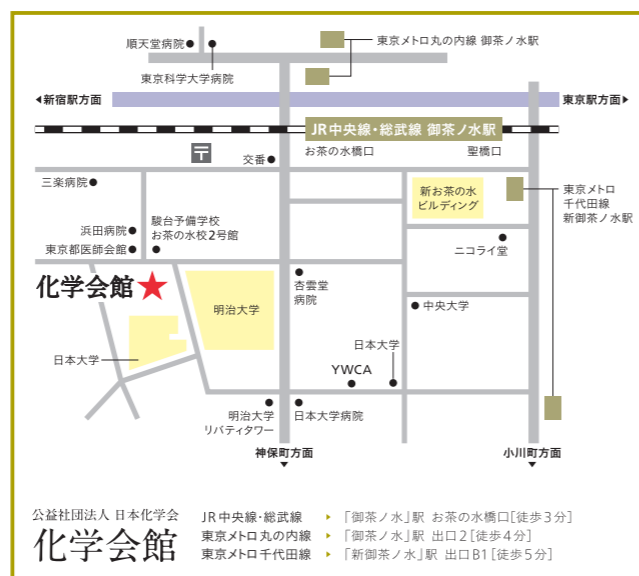 順天堂病院
東京メトロ丸の内線 御茶ノ水駅
東京科学大学病院
◀新宿駅方面
東京駅方面▶
JR中央線・総武線 御茶ノ水駅
交番
お茶の水橋口
聖橋口
三楽病院
新お茶の水
ビルディング
東京メトロ
千代田線
新御茶ノ水駅
駿台予備学校
お茶の水校2号館
浜田病院
東京都医師会館
ニコライ堂
化学会館
杏雲堂
病院
明治大学
中央大学
日本大学
日本大学
YWCA
明治大学
リバティタワー
日本大学病院
神保町方面
小川町方面
公益社団法人 日本化学会
化学会館
JR中央線・総武線 ▶ 「御茶ノ水」駅 お茶の水橋口[徒歩3分]
東京メトロ丸の内線 ▶ 「御茶ノ水」駅 出口2[徒歩4分]
東京メトロ千代田線 ▶ 「新御茶ノ水」駅 出口B1[徒歩5分]